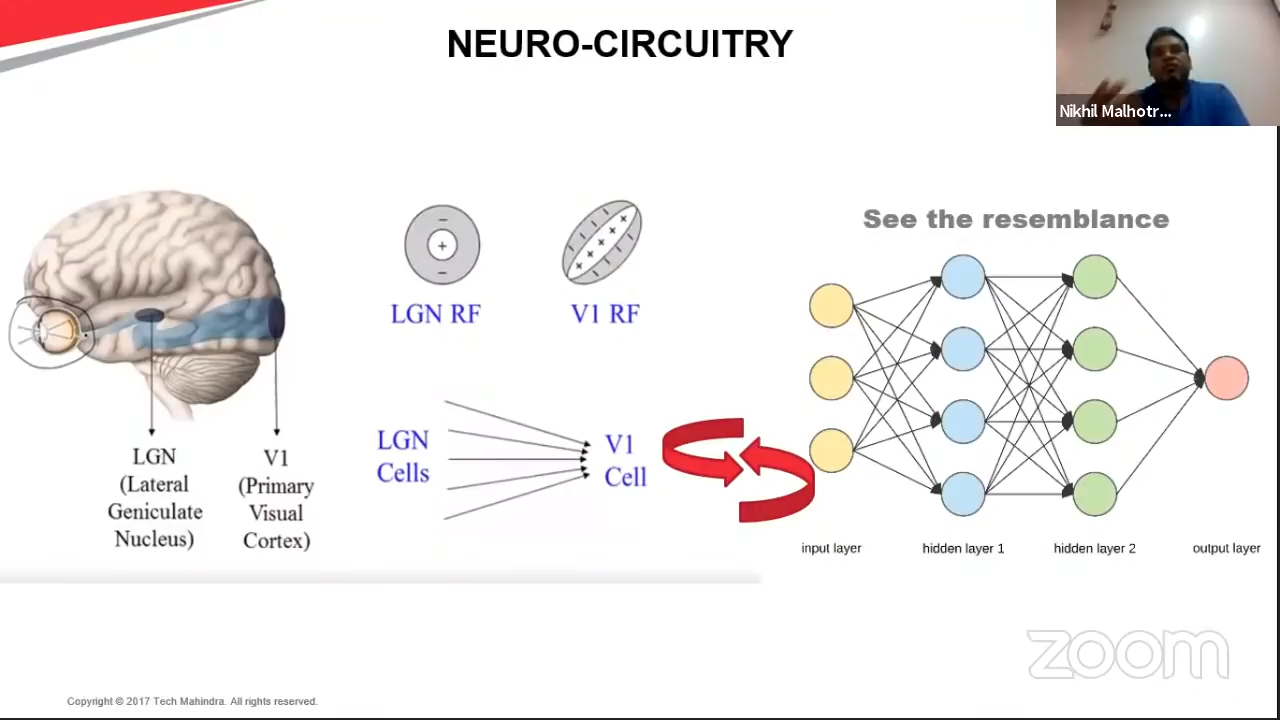 NEURO-CIRCUITRY
Nikhil Malhotr...
See the resemblance
LGN RF
V1 RF
LGN
Cells
V1
Cell
LGN
(Lateral
Geniculate
Nucleus)
V1
(Primary
Visual
Cortex)
input layer
hidden layer 1
hidden layer 2
output layer
zoom
Copyright © 2017 Tech Mahindra. All rights reserved.